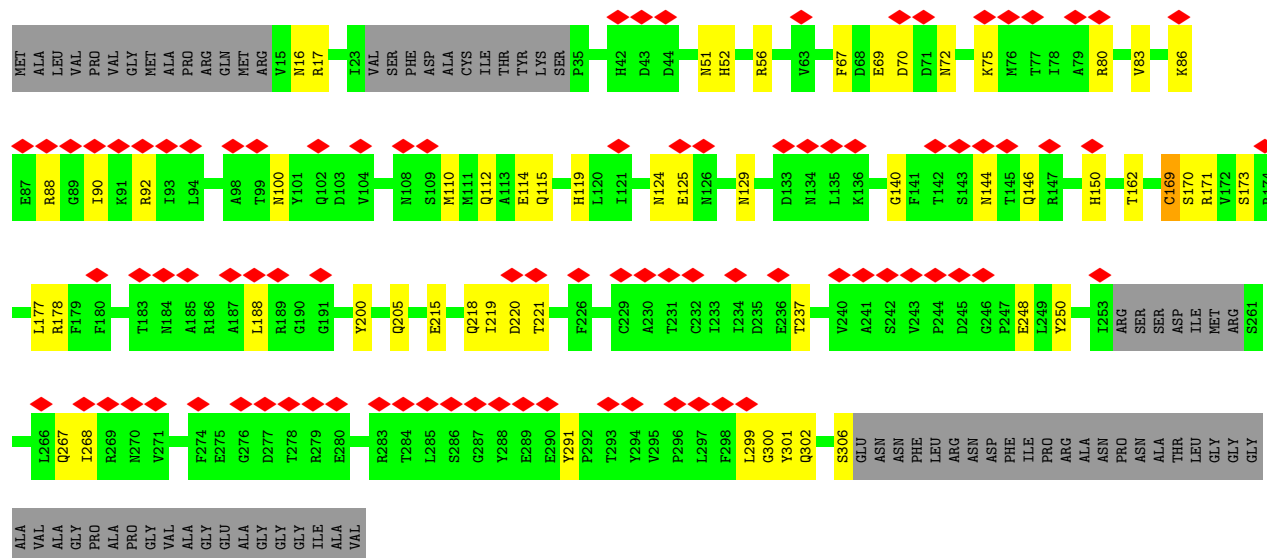 MET ALA LEU VAL PRO VAL GLY MET ALA PRO ARG GLN MET ARG V15 N16 R17 I23 VAL SER PHE ASP ALA CYS ILE THR TYR LYS SER P35 H42 D43 D44 N51 H52 R56 V63 F67 D68 E69 D70 D71 N72 K75 M76 T77 I78 A79 R80 V83 K86
E87 R88 G89 I90 K91 R92 I93 L94 A98 T99 N100 Y101 Q102 D103 V104 N108 S109 M110 M111 Q112 A113 E114 Q115 H119 L120 I121 N124 E125 N126 N129 D133 N134 L135 K136 G140 F141 T142 S143 N144 T145 Q146 R147 H150 T162 C169 S170 R171 V172 S173 R174
L177 R178 F179 F180 T183 N184 A185 R186 A187 L188 R189 G190 G191 Y200 Q205 E215 Q218 T219 D220 T221 F226 C229 A230 T231 C232 I233 I234 D235 E236 T237 V240 A241 S242 V243 P244 D245 G246 P247 E248 L249 Y250 I253 ARG SER SER ASP ILE MET ARG S261
L266 Q267 I268 R269 N270 V271 F274 E275 G276 D277 T278 R279 E280 R283 T284 L285 S286 G287 Y288 E289 E290 Y291 P292 T293 Y294 V295 P296 L297 F298 L299 G300 Y301 Q302 S306 GLU ASN ASN PHE LEU ARG ASN ASP PHE ILE PRO ARG ALA ASN PRO ASN ALA THR LEU GLY GLY GLY
ALA VAL ALA GLY PRO ALA PRO GLY VAL ALA GLY GLU ALA GLY GLY GLY ILE ALA VAL